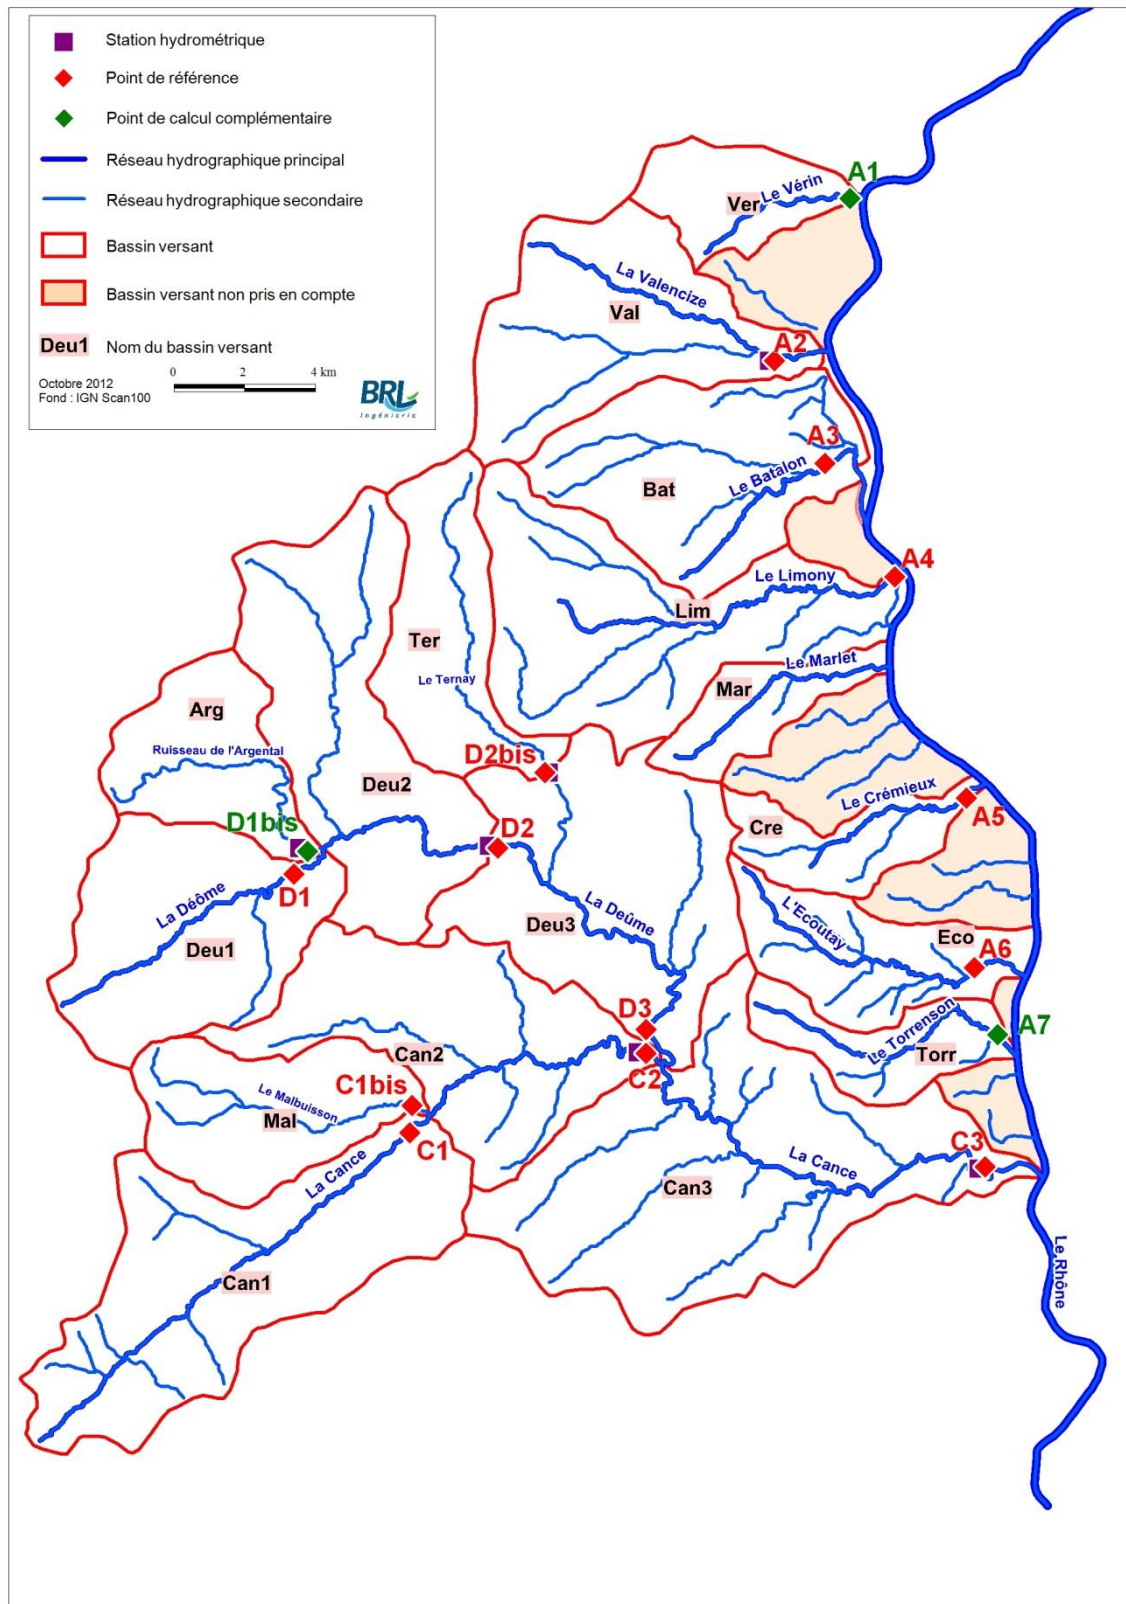 Station hydrométrique
Point de référence
Point de calcul complémentaire
Réseau hydrographique principal
Réseau hydrographique secondaire
Bassin versant
Bassin versant non pris en compte
Deu1 Nom du bassin versant
Octobre 2012
Fond : IGN Scan100
0 2 4 km
BRL
Ingénierie
A1
Le Vérin
Ver
La Valencize
Val
A2
A3
Le Batalon
Bat
A4
Le Limony
Lim
Ter
Le Marlet
Mar
Le Ternay
Arg
Ruisseau de l'Argental
D2bis
Deu2
Le Crémieux
A5
Cre
D1bis
D2
D1
La Déôme
La Deûme
L'Ecoutay
Deu3
Deu1
Eco
A6
D3
A7
Le Torrenson
Torr
Can2
C2
C1bis
Le Malbuisson
Mal
C1
La Cance
C3
La Cance
Can3
Can1
Le Rhône